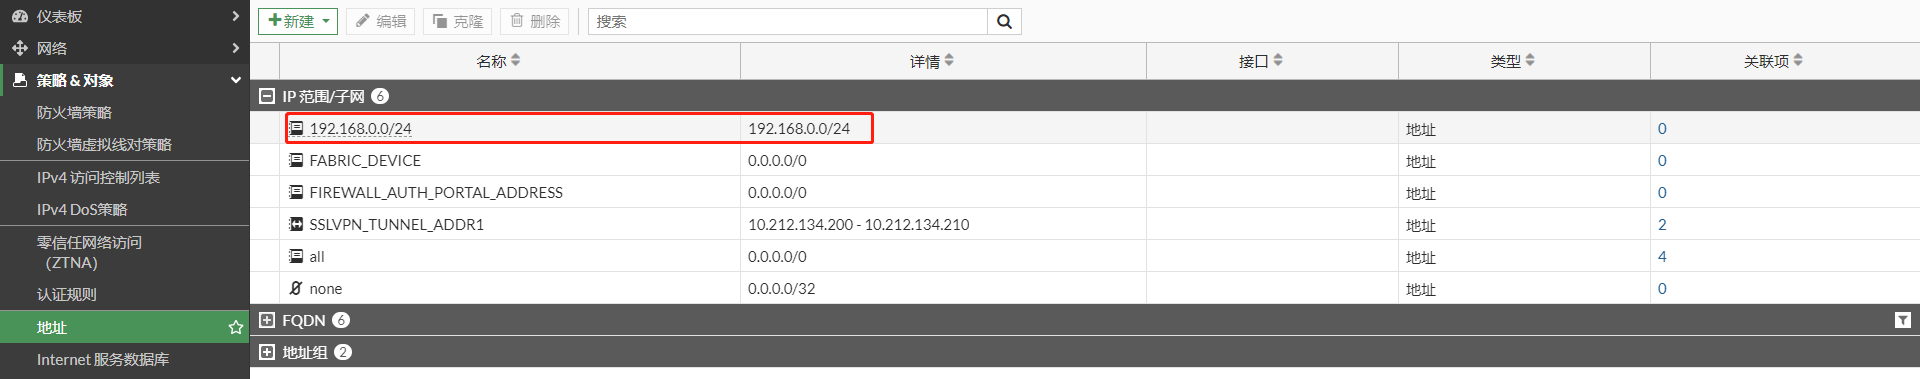 仪表板
网络
策略 & 对象
防火墙策略
防火墙虚拟线对策略
IPv4 访问控制列表
IPv4 DoS策略
零信任网络访问
（ZTNA）
认证规则
地址
Internet 服务数据库
新建 编辑 克隆 删除 搜索
名称 详情 接口 类型 关联项
IP 范围/子网 6
192.168.0.0/24 192.168.0.0/24 地址 0
FABRIC_DEVICE 0.0.0.0/0 地址 0
FIREWALL_AUTH_PORTAL_ADDRESS 0.0.0.0/0 地址 0
SSLVPN_TUNNEL_ADDR1 10.212.134.200 - 10.212.134.210 地址 2
all 0.0.0.0/0 地址 4
none 0.0.0.0/32 地址 0
FQDN 6
地址组 2